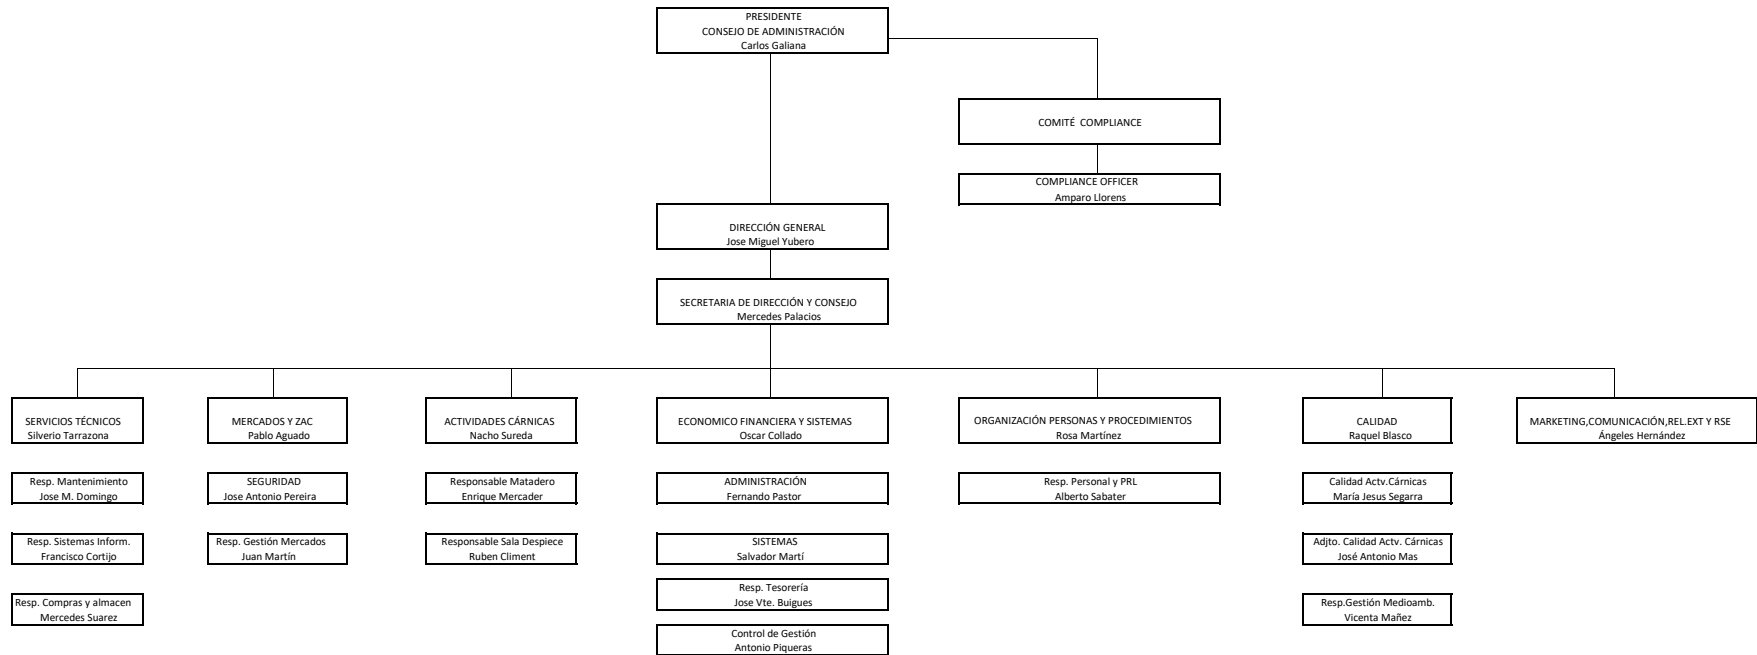 PRESIDENTE
CONSEJO DE ADMINISTRACIÓN
Carlos Galiana
COMITÉ COMPLIANCE
COMPLIANCE OFFICER
Amparo Llorens
DIRECCIÓN GENERAL
Jose Miguel Yubero
SECRETARIA DE DIRECCIÓN Y CONSEJO
Mercedes Palacios
SERVICIOS TÉCNICOS
Silverio Tarrazona
MERCADOS Y ZAC
Pablo Aguado
ACTIVIDADES CÁRNICAS
Nacho Sureda
ECONOMICO FINANCIERA Y SISTEMAS
Oscar Collado
ORGANIZACIÓN PERSONAS Y PROCEDIMIENTOS
Rosa Martínez
CALIDAD
Raquel Blasco
MARKETING,COMUNICACIÓN,REL.EXT Y RSE
Ángeles Hernández
Resp. Mantenimiento
Jose M. Domingo
SEGURIDAD
Jose Antonio Pereira
Responsable Matadero
Enrique Mercader
ADMINISTRACIÓN
Fernando Pastor
Resp. Personal y PRL
Alberto Sabater
Calidad Actv.Cárnicas
María Jesus Segarra
Resp. Sistemas Inform.
Francisco Cortijo
Resp. Gestión Mercados
Juan Martín
Responsable Sala Despiece
Ruben Climent
SISTEMAS
Salvador Martí
Adjto. Calidad Actv. Cárnicas
José Antonio Mas
Resp. Tesorería
Jose Vte. Buigues
Resp. Compras y almacen
Mercedes Suarez
Resp.Gestión Medioamb.
Vicenta Mañez
Control de Gestión
Antonio Piqueras